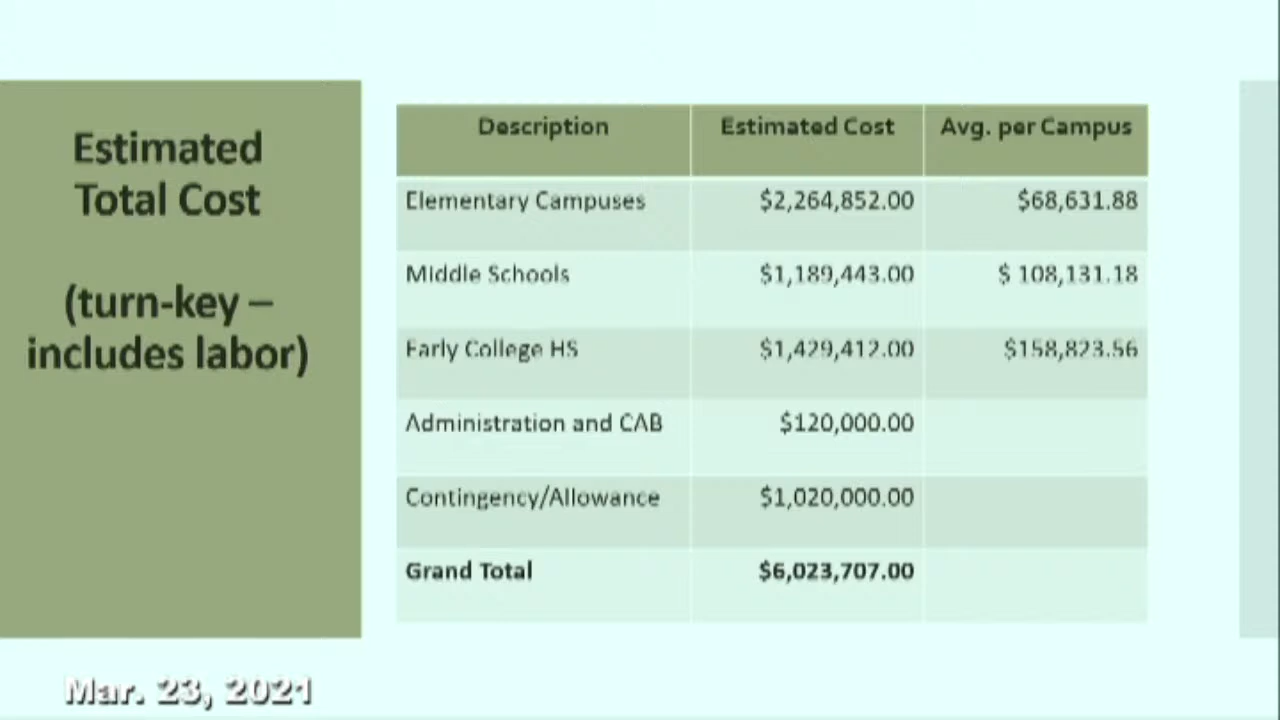 Estimated
Total Cost
(turn-key –
includes labor)
Description Estimated Cost Avg. per Campus
Elementary Campuses $2,264,852.00 $68,631.88
Middle Schools $1,189,443.00 $ 108,131.18
Early College HS $1,429,412.00 $158,823.56
Administration and CAB $120,000.00
Contingency/Allowance $1,020,000.00
Grand Total $6,023,707.00
Mar. 23, 2021